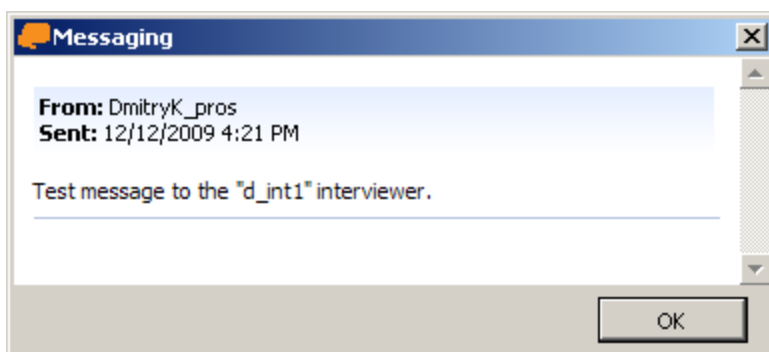 Messaging
From: DmitryK_pros
Sent: 12/12/2009 4:21 PM
Test message to the "d_int1" interviewer.
OK